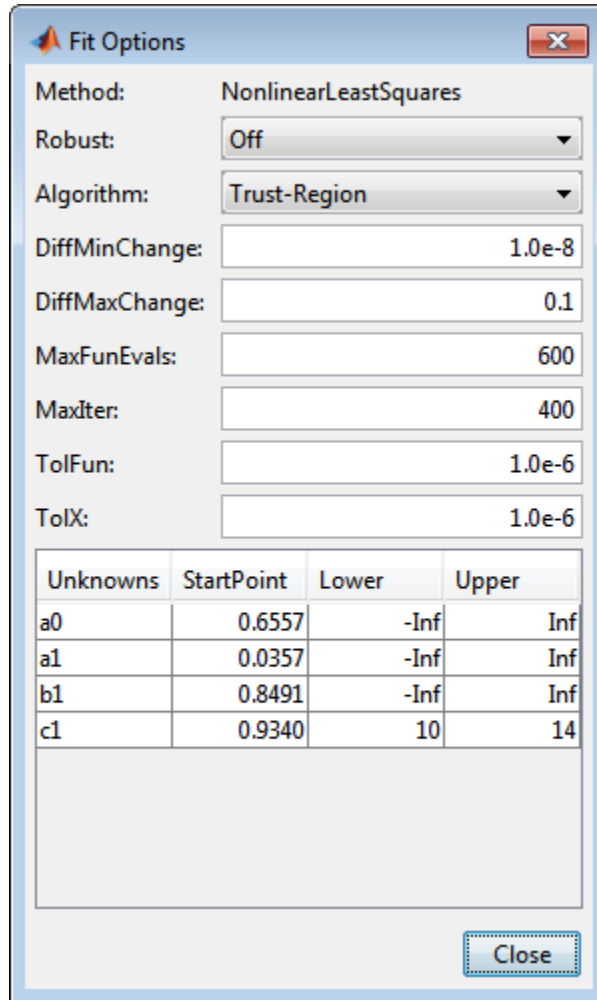 Fit Options
Method: NonlinearLeastSquares
Robust: Off
Algorithm: Trust-Region
DiffMinChange: 1.0e-8
DiffMaxChange: 0.1
MaxFunEvals: 600
MaxIter: 400
TolFun: 1.0e-6
TolX: 1.0e-6
Unknowns StartPoint Lower Upper
a0 0.6557 -Inf Inf
a1 0.0357 -Inf Inf
b1 0.8491 -Inf Inf
c1 0.9340 10 14
Close